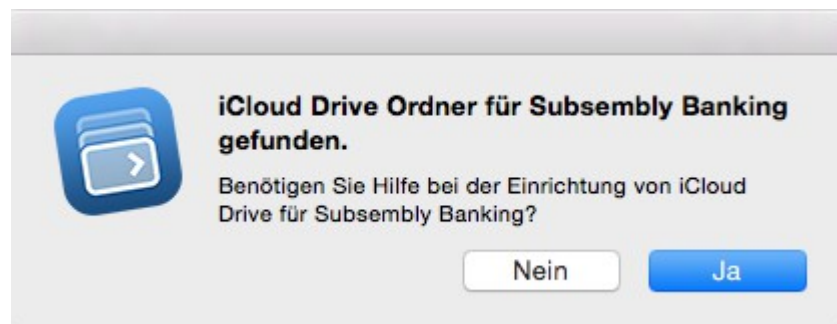 iCloud Drive Ordner für Subsembly Banking
gefunden.
Benötigen Sie Hilfe bei der Einrichtung von iCloud
Drive für Subsembly Banking?
Nein
Ja